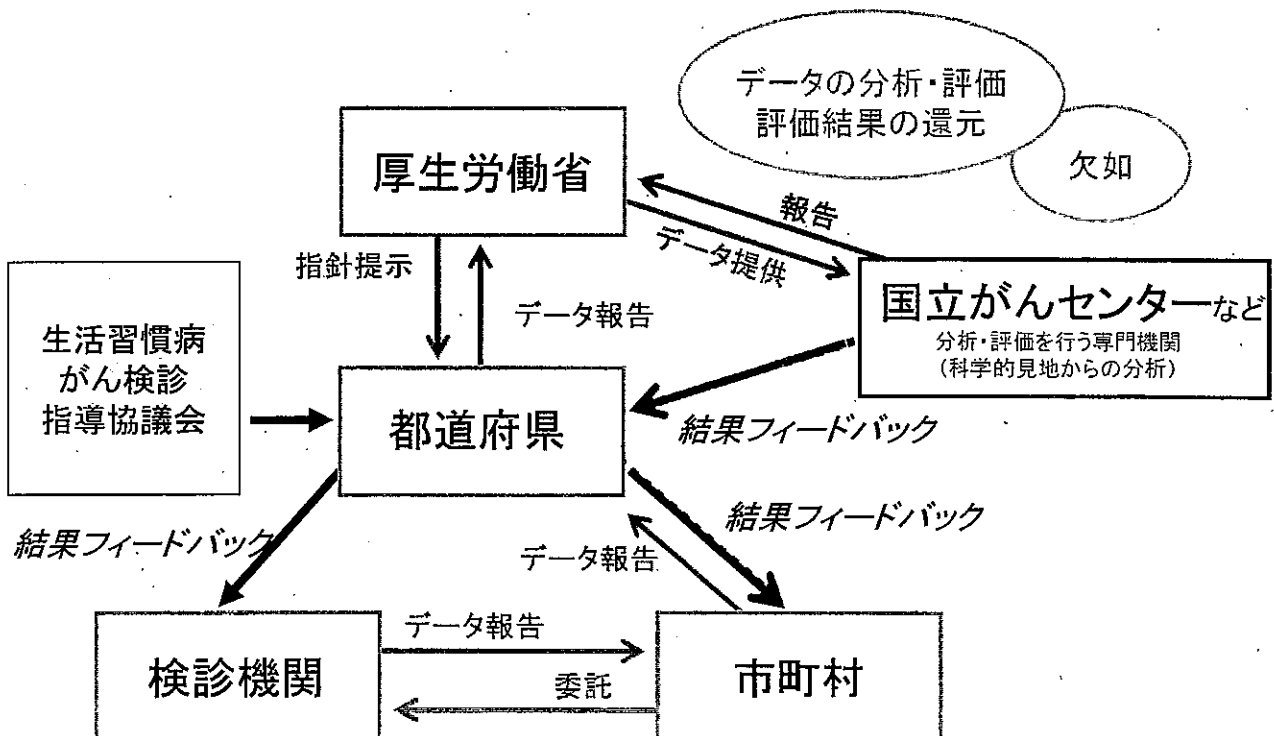 データの分析・評価
評価結果の還元
欠如
厚生労働省
報告
データ提供
指針提示
データ報告
国立がんセンターなど
分析・評価を行う専門機関
(科学的見地からの分析)
生活習慣病
がん検診
指導協議会
都道府県
結果フィードバック
結果フィードバック
結果フィードバック
データ報告
検診機関
データ報告
委託
市町村